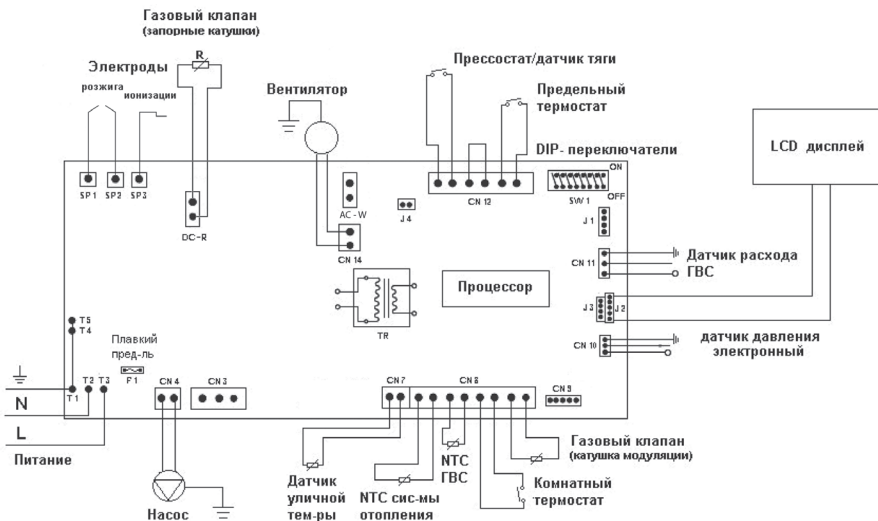 Газовый клапан
(запорные катушки)
R
Электроды
розжига
ионизации
Вентилятор
Прессостат/датчик тяги
Предельный
термостат
LCD дисплей
DIP- переключатели
ON
OFF
SP1
SP2
SP3
DC-R
AC-W
J4
CN 12
SW 1
J1
CN 14
CN 11
Датчик расхода
ГВС
TR
Процессор
J3
J2
CN 10
датчик давления
электронный
T5
T4
Плавкий
пред-ль
F1
N
T1
T2
T3
CN 4
CN 3
CN 7
CN 8
CN 9
L
Питание
Насос
Датчик
уличной
тем-ры
NTC сис-мы
отопления
NTC
ГВС
Газовый клапан
(катушка модуляции)
Комнатный
термостат